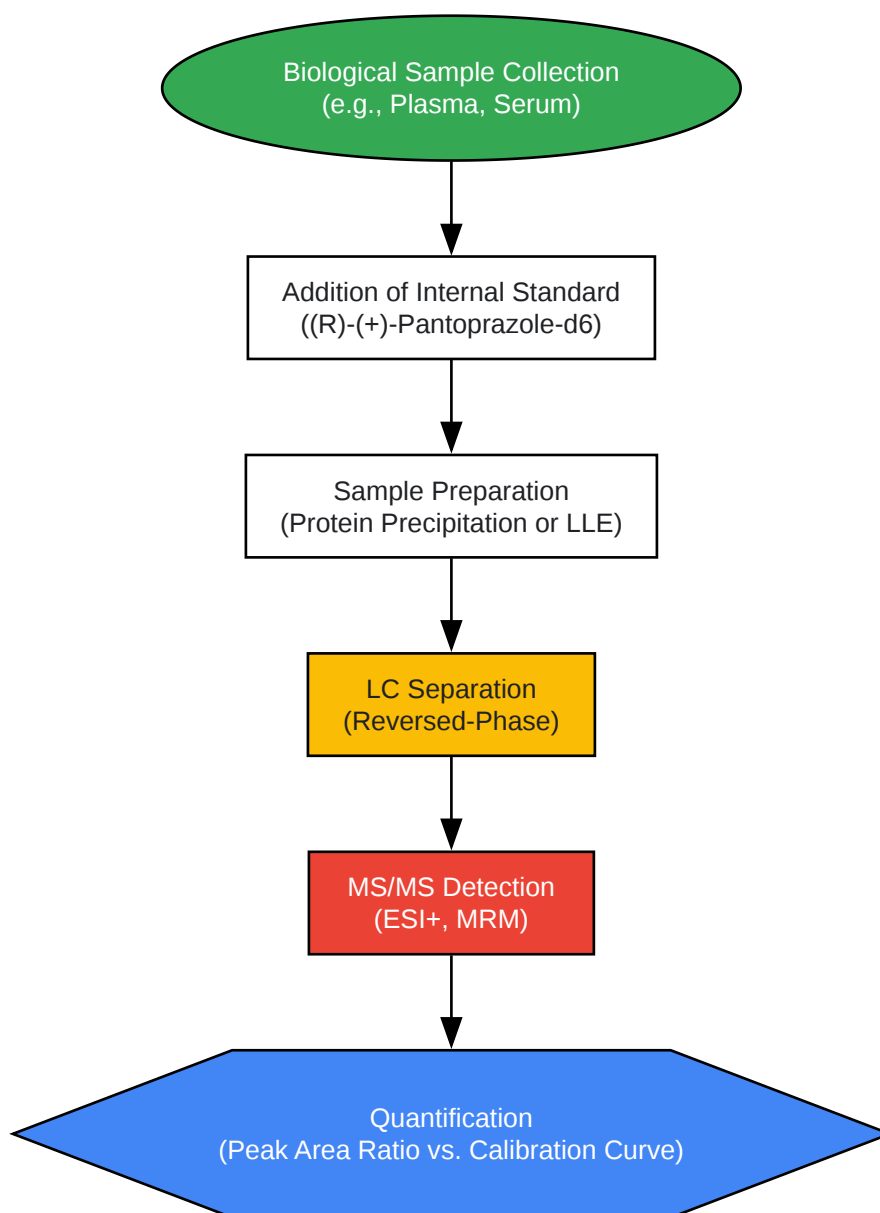 Biological Sample Collection
(e.g., Plasma, Serum)
Addition of Internal Standard
((R)-(+)-Pantoprazole-d6)
Sample Preparation
(Protein Precipitation or LLE)
LC Separation
(Reversed-Phase)
MS/MS Detection
(ESI+, MRM)
Quantification
(Peak Area Ratio vs. Calibration Curve)